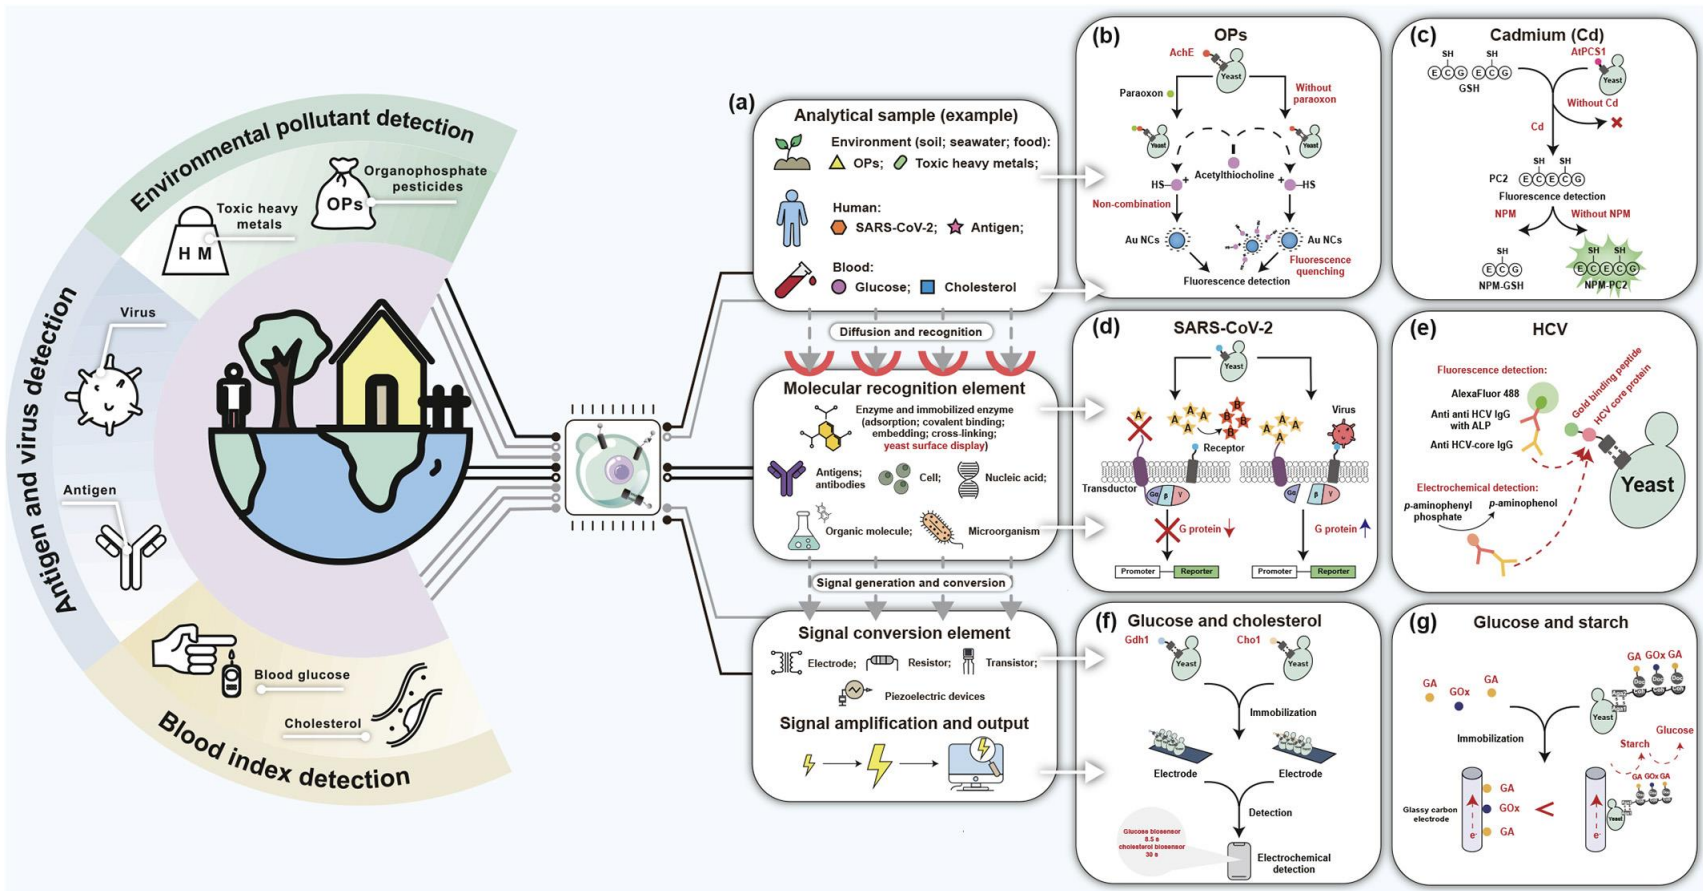 Environmental pollutant detection
Organophosphate
pesticides
OPs
Toxic heavy
metals
H M
Antigen and virus detection
Virus
Antigen
Blood glucose
Cholesterol
Blood index detection
(a)
Analytical sample (example)
Environment (soil; seawater; food):
OPs; Toxic heavy metals;
Human:
SARS-CoV-2; Antigen;
Blood:
Glucose; Cholesterol
Diffusion and recognition
Molecular recognition element
Enzyme and immobilized enzyme
(adsorption; covalent binding;
embedding; cross-linking;
yeast surface display)
Antigens;
antibodies
Cell;
Nucleic acid;
Organic molecule;
Microorganism
Signal generation and conversion
Signal conversion element
Electrode; Resistor; Transistor;
Piezoelectric devices
Signal amplification and output
(b)
OPs
AchE
Yeast
Paraoxon
Without
paraoxon
Yeast
Yeast
Acetylthiocholine
HS
+
+
HS
Non-combination
Au NCs
Au NCs
Fluorescence
quenching
Fluorescence detection
(c)
Cadmium (Cd)
SH SH
E C G E C G
GSH
AtPCS1
Yeast
Without Cd
Cd
SH SH
PC2 E C E C G
Fluorescence detection
NPM Without NPM
SH
E C G
NPM-GSH
SH SH
E C E C G
NPM-PC2
(d)
SARS-CoV-2
Yeast
A
A A A A
B B B B B
A A A A
Virus
Receptor
Transductor
Gα β γ
Gα β γ
G protein
G protein
Promoter Reporter
Promoter Reporter
(e)
HCV
Fluorescence detection:
AlexaFluor 488
Anti anti HCV IgG
with ALP
Anti HCV-core IgG
Gold binding peptide
HCV core protein
Yeast
Electrochemical detection:
p-aminophenyl
phosphate
p-aminophenol
(f)
Glucose and cholesterol
Gdh1
Yeast
Cho1
Yeast
Immobilization
Electrode
Electrode
Detection
Glucose biosensor
8.5 s
cholesterol biosensor
30 s
Electrochemical
detection
(g)
Glucose and starch
GA
GOx
GA
GA GOx GA
Doc Doc Doc
Coh Coh Coh
Yeast
Immobilization
Starch
Glucose
GA GOx GA
Yeast
Glassy carbon
electrode
GA
GOx
GA
<
e-
e-